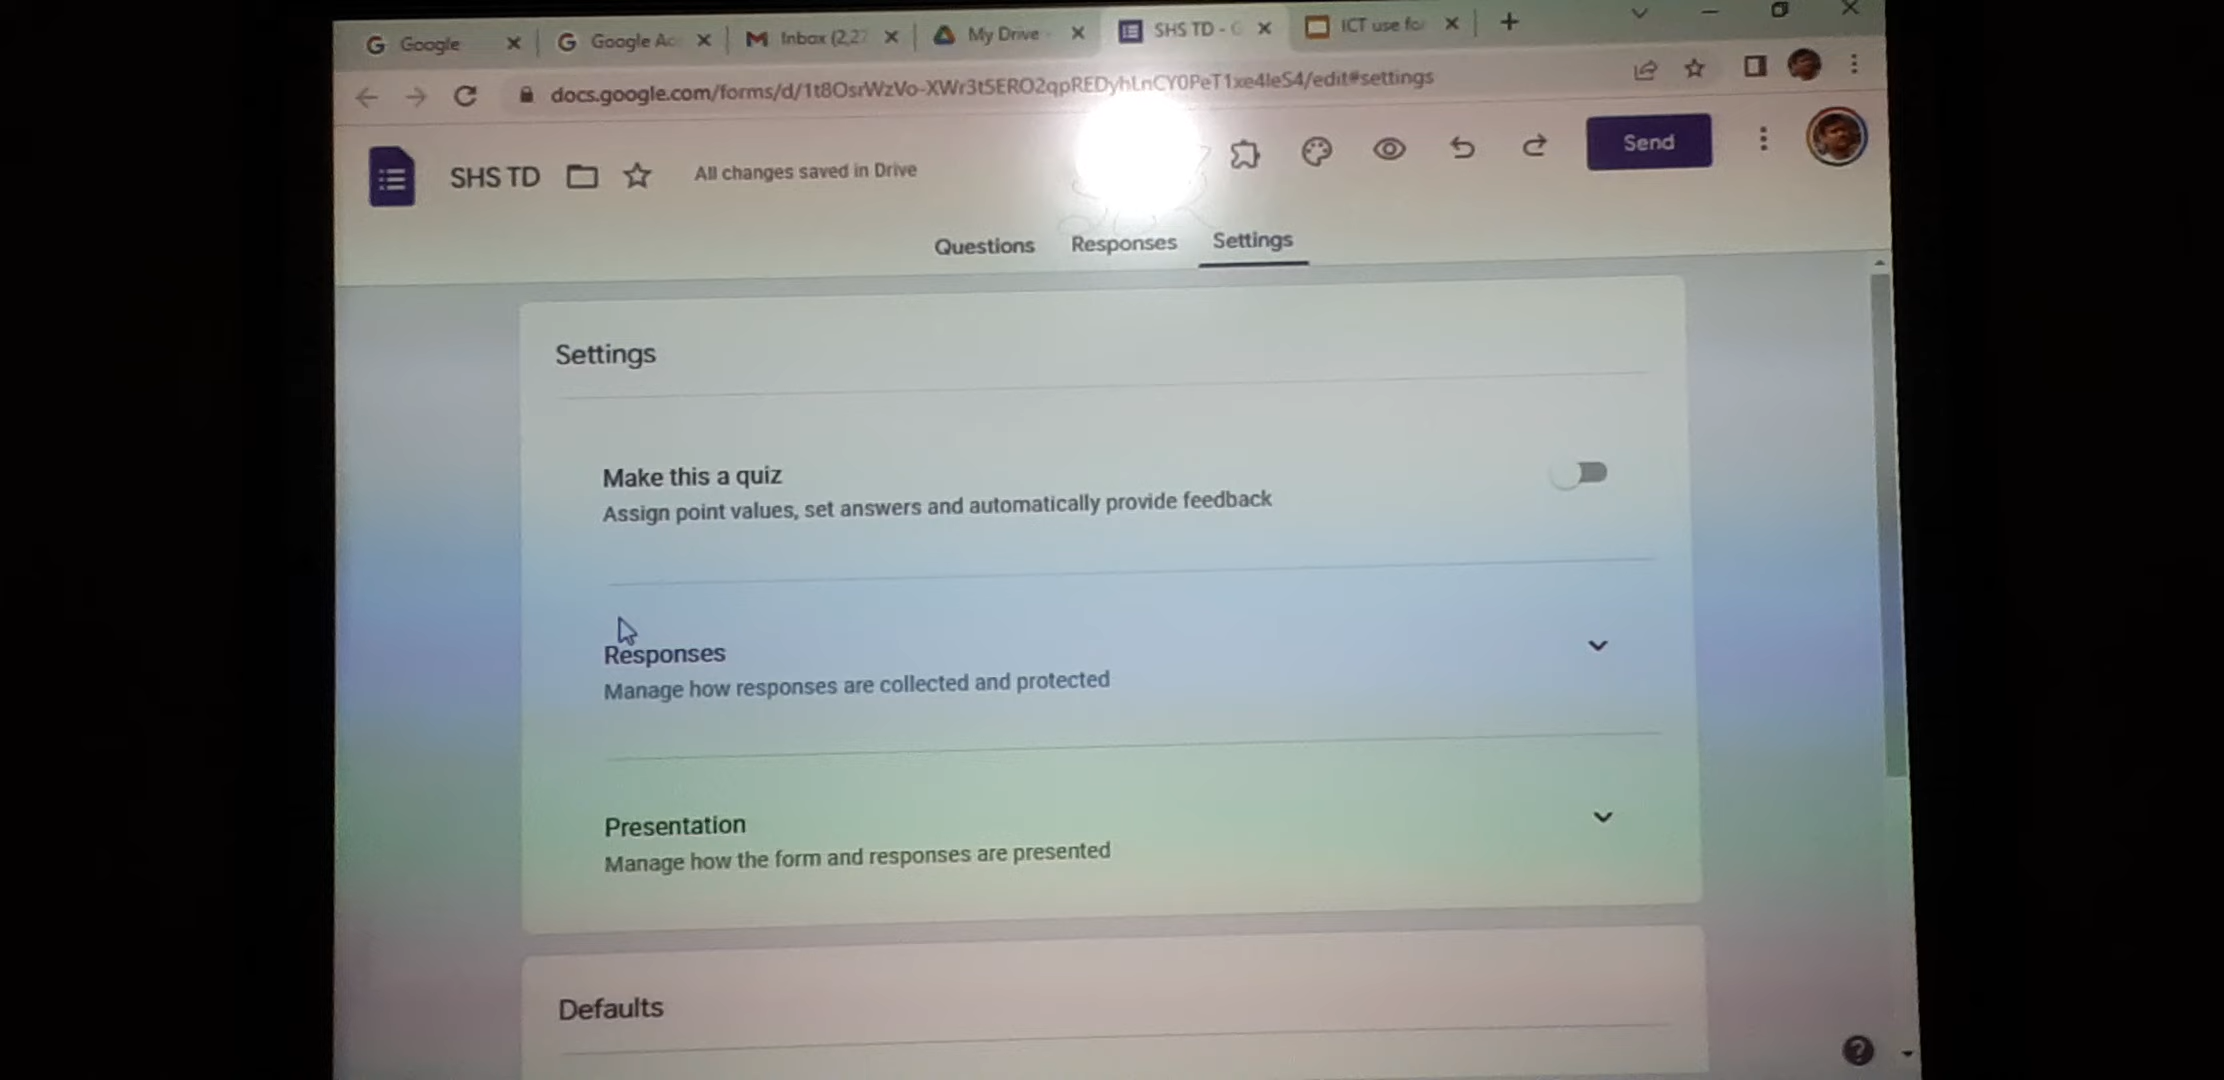 Google
Google Ac
Inbox (2,27
My Drive -
SHS TD - G
ICT use for
docs.google.com/forms/d/1t8OsrWzVo-XWr3t5ERO2qpREDyhLnCY0PeT1xe4leS4/edit#settings
SHS TD
All changes saved in Drive
Send
Questions
Responses
Settings
Settings
Make this a quiz
Assign point values, set answers and automatically provide feedback
Responses
Manage how responses are collected and protected
Presentation
Manage how the form and responses are presented
Defaults